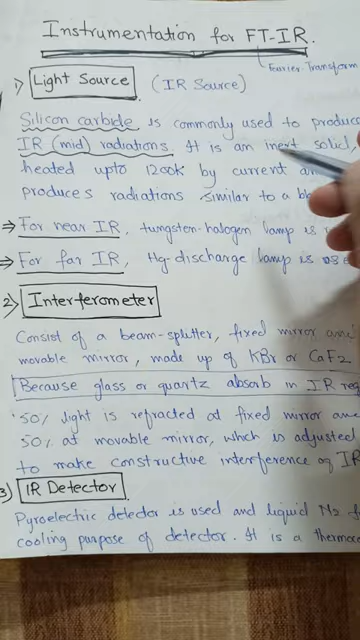 Instrumentation for FT-IR.
Fourier Transform
1) Light Source (IR Source)
Silicon carbide is commonly used to
IR (mid) radiations. It is an inert solid,
heated upto 1200k by current
produces radiations similar to a
⇒ For near IR, tungsten-halogen lamp is
⇒ For far IR, Hg-discharge lamp is
2) Interferometer
Consist of a beam-splitter, fixed mirror
movable mirror, made up of KBr or CaF2
Because glass or quartz absorb in IR
50% light is refracted at fixed mirror
50% at movable mirror, which is adjusted
to make constructive interference of IR
3) IR Detector
Pyroelectric detector is used and liquid N2
cooling purpose of detector. It is a